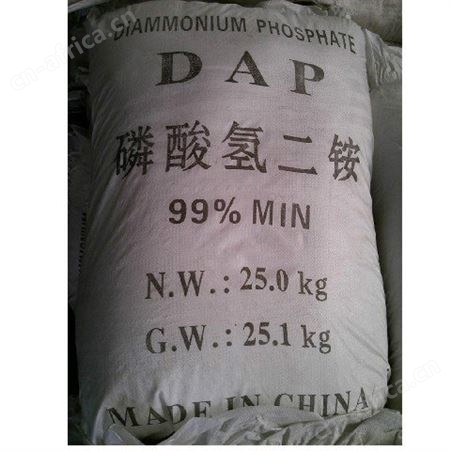 DIAMMONIUM PHOSPHATE
DAP
磷酸氢二铵
99% MIN
N.W.: 25.0 kg
G.W.: 25.1 kg
MADE IN CHINA